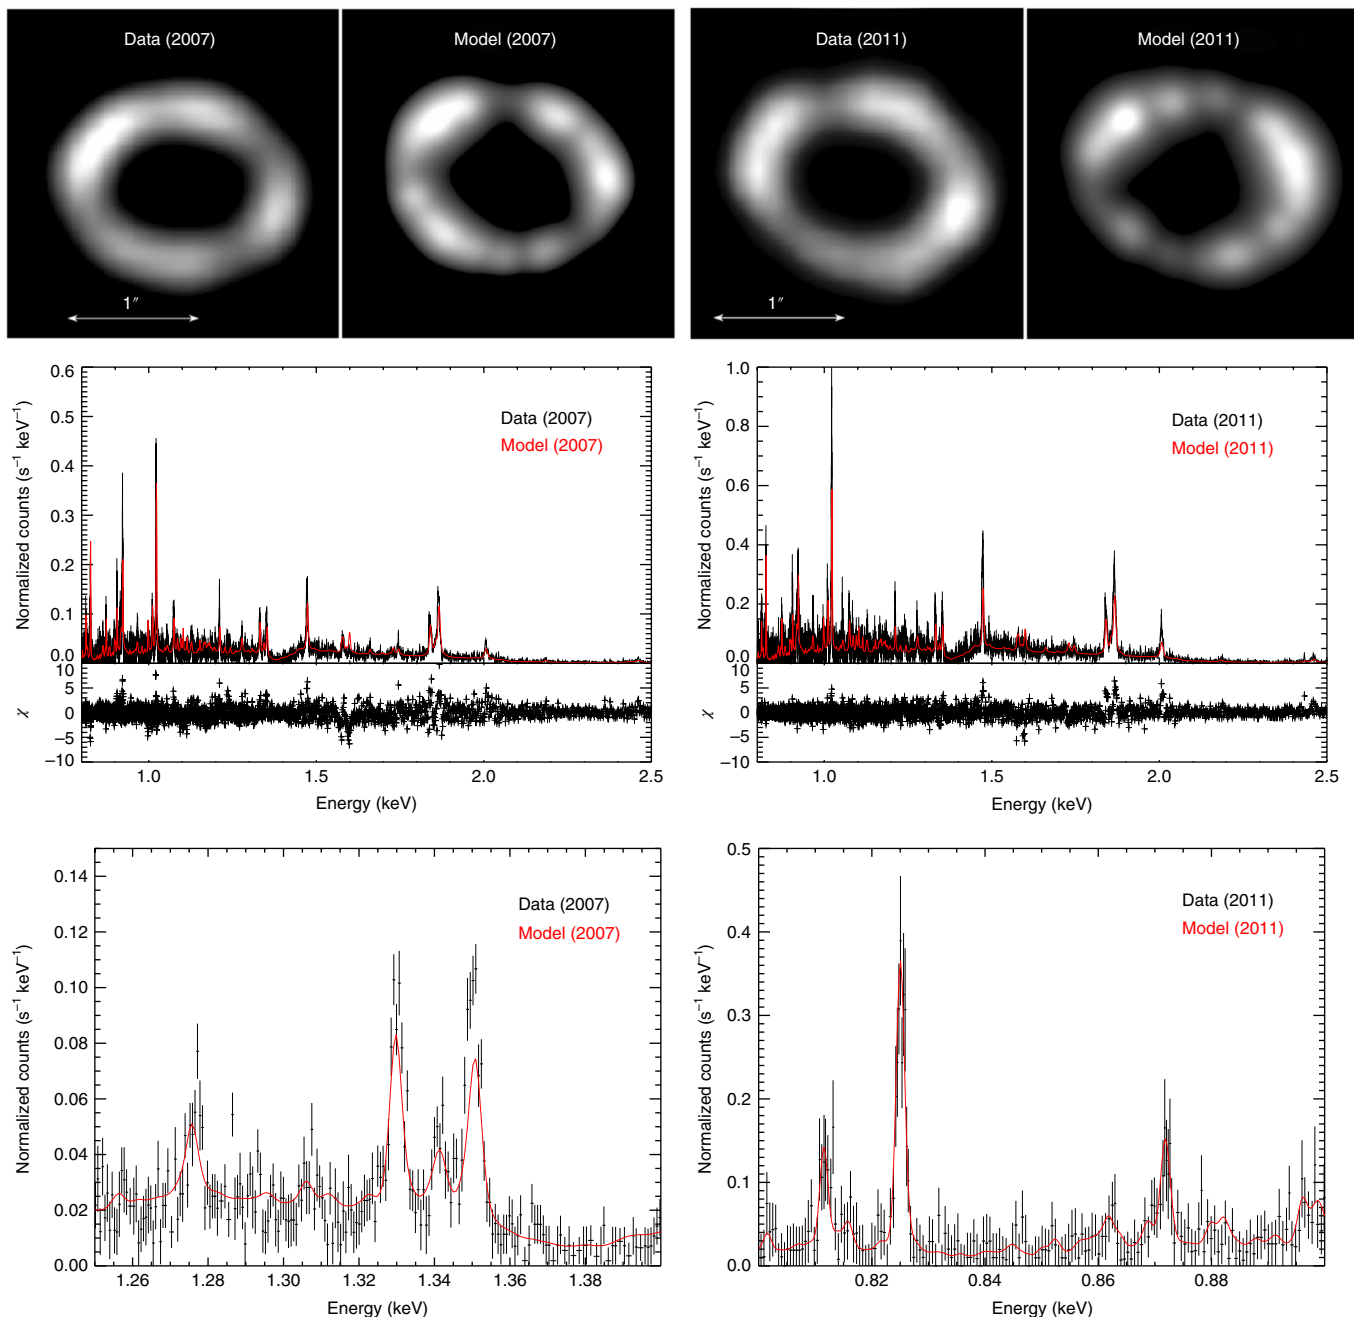 Data (2007)
Model (2007)
Data (2011)
Model (2011)
1″
1″
0.6
0.5
0.4
0.3
0.2
0.1
0.0
10
5
0
−5
−10
Normalized counts (s⁻¹ keV⁻¹)
χ
Data (2007)
Model (2007)
1.0
1.5
2.0
2.5
Energy (keV)
1.0
0.8
0.6
0.4
0.2
0.0
10
5
0
−5
−10
Normalized counts (s⁻¹ keV⁻¹)
χ
Data (2011)
Model (2011)
1.0
1.5
2.0
2.5
Energy (keV)
0.14
0.12
0.10
0.08
0.06
0.04
0.02
0.00
Normalized counts (s⁻¹ keV⁻¹)
Data (2007)
Model (2007)
1.26
1.28
1.30
1.32
1.34
1.36
1.38
Energy (keV)
0.5
0.4
0.3
0.2
0.1
0.0
Normalized counts (s⁻¹ keV⁻¹)
Data (2011)
Model (2011)
0.82
0.84
0.86
0.88
Energy (keV)